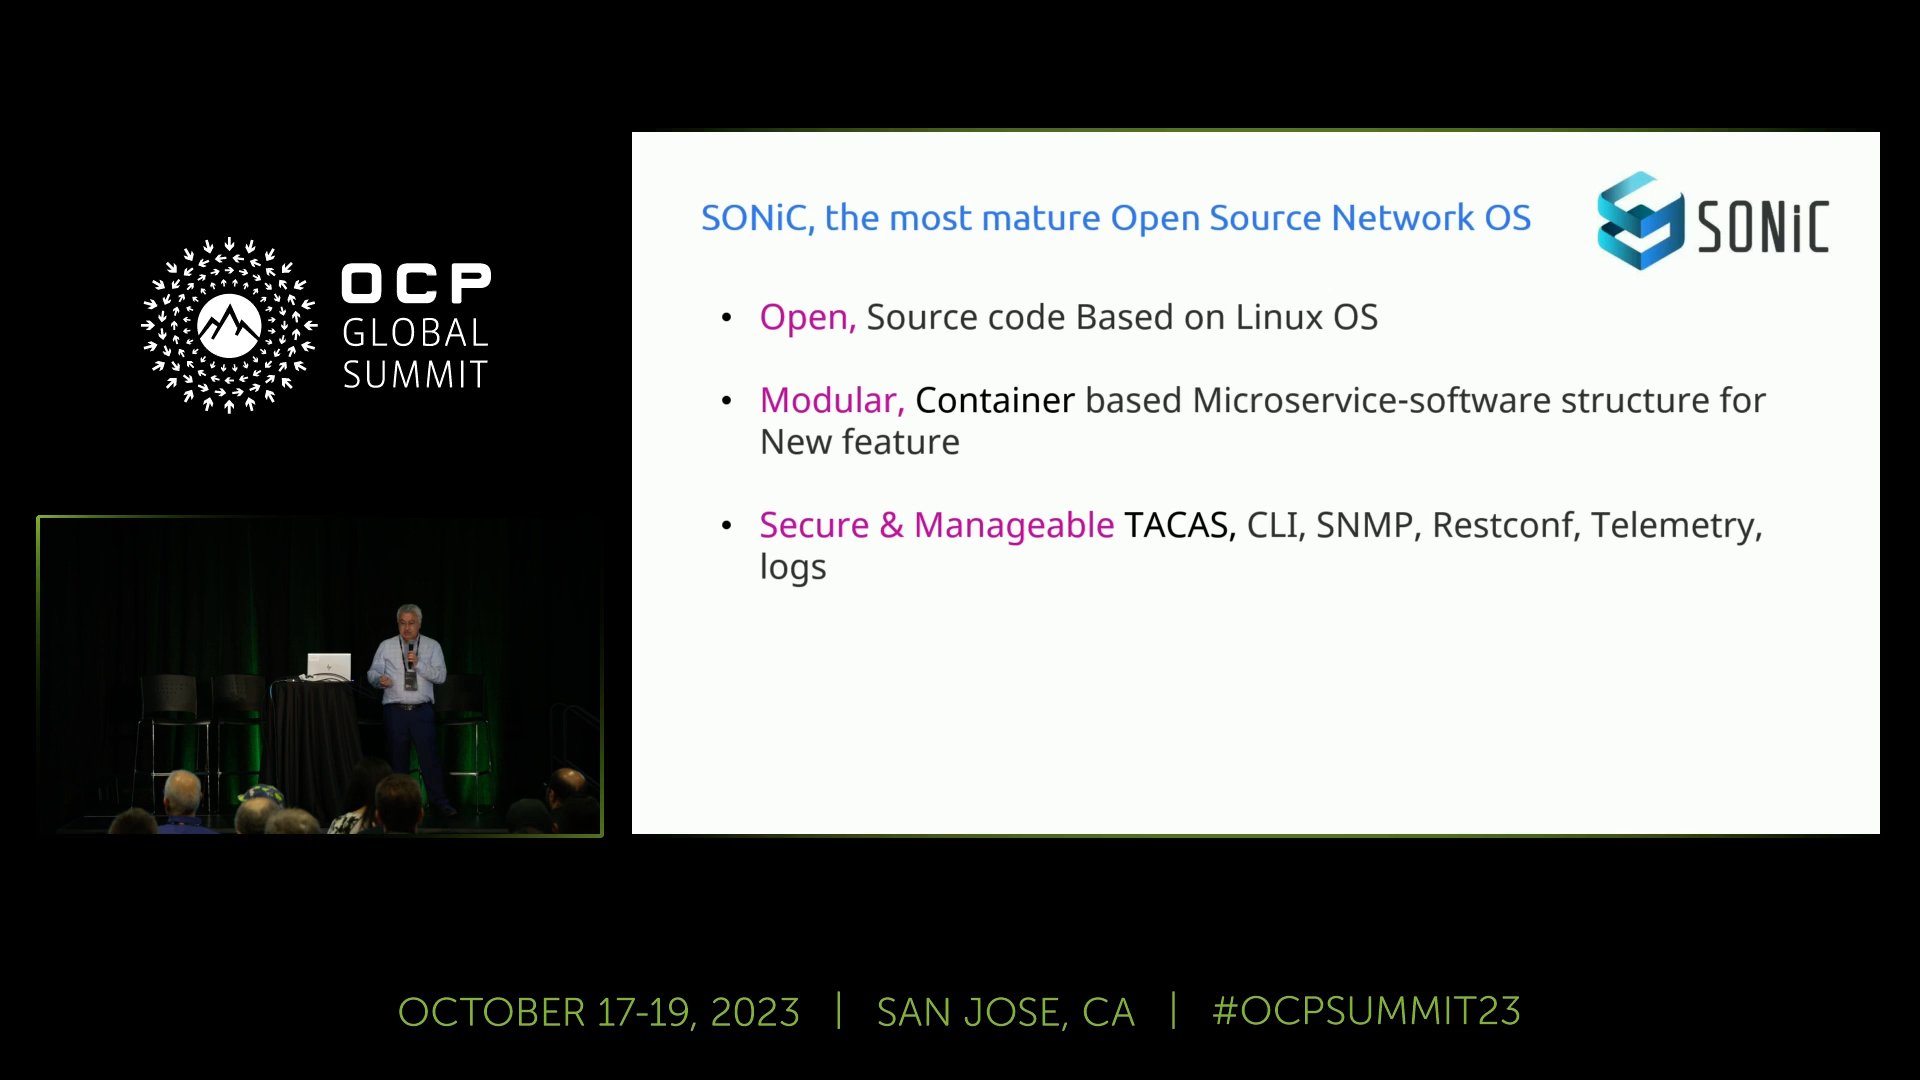 OCP
GLOBAL
SUMMIT
SONiC, the most mature Open Source Network OS
SONiC
• Open, Source code Based on Linux OS
• Modular, Container based Microservice-software structure for
New feature
• Secure & Manageable TACAS, CLI, SNMP, Restconf, Telemetry,
logs
OCTOBER 17-19, 2023 | SAN JOSE, CA | #OCPSUMMIT23